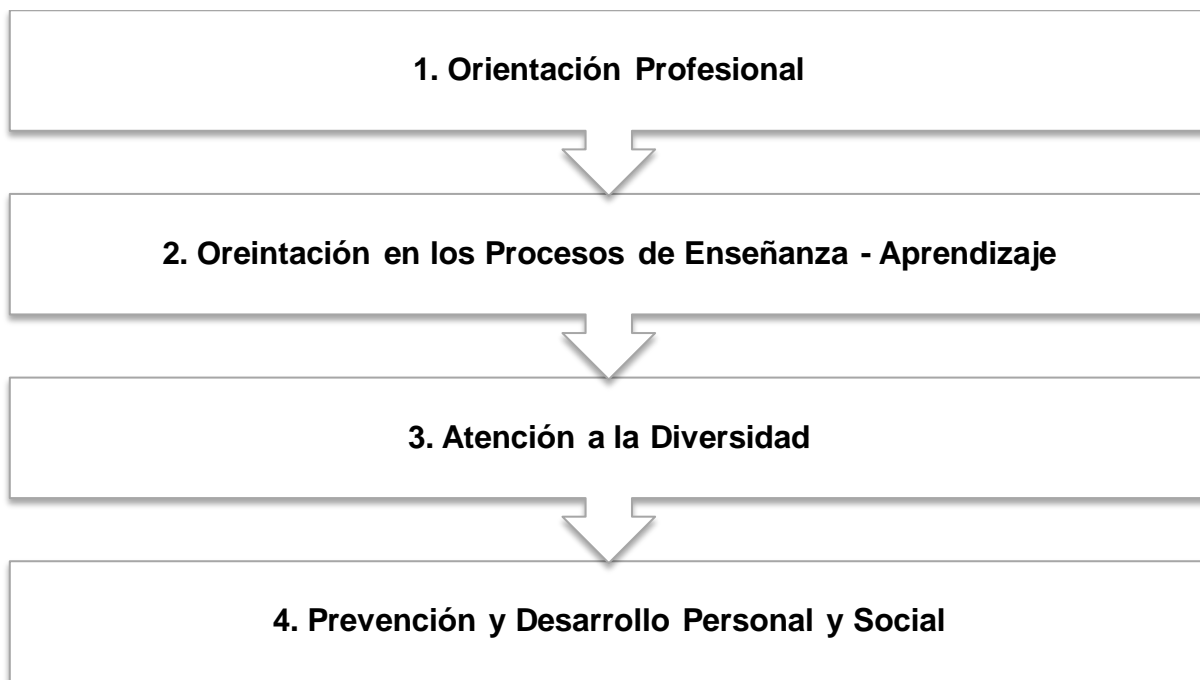 1. Orientación Profesional
2. Oreintación en los Procesos de Enseñanza - Aprendizaje
3. Atención a la Diversidad
4. Prevención y Desarrollo Personal y Social